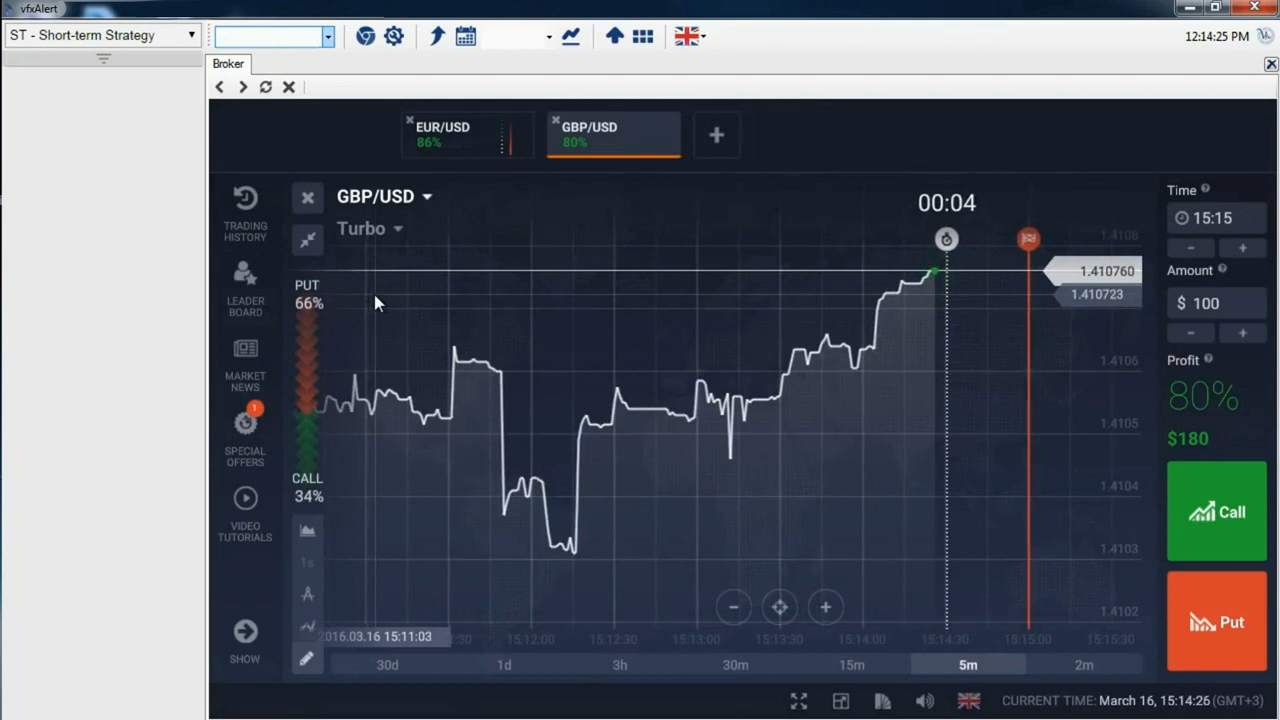 vfxAlert
ST - Short-term Strategy
12:14:25 PM
Broker
EUR/USD
86%
GBP/USD
80%
TRADING HISTORY
LEADER BOARD
MARKET NEWS
1
SPECIAL OFFERS
VIDEO TUTORIALS
SHOW
GBP/USD
Turbo
PUT
66%
CALL
34%
1s
00:04
1.4108
1.410760
1.410723
1.4106
1.4105
1.4104
1.4103
1.4102
2016.03.16 15:11:03
:30
15:12:00
15:12:30
15:13:00
15:13:30
15:14:00
15:14:30
15:15:00
15:15:30
30d
1d
3h
30m
15m
5m
2m
Time
15:15
Amount
$ 100
Profit
80%
$180
Call
Put
CURRENT TIME: March 16, 15:14:26 (GMT+3)